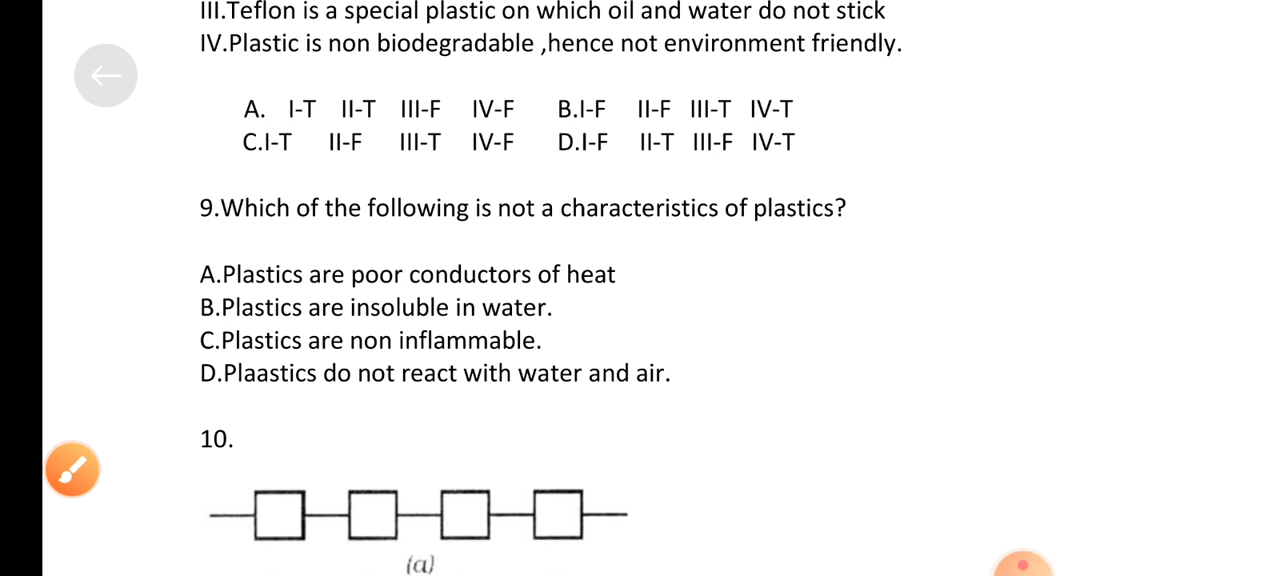 III.Teflon is a special plastic on which oil and water do not stick
IV.Plastic is non biodegradable ,hence not environment friendly.
A. I-T II-T III-F IV-F B.I-F II-F III-T IV-T
C.I-T II-F III-T IV-F D.I-F II-T III-F IV-T
9.Which of the following is not a characteristics of plastics?
A.Plastics are poor conductors of heat
B.Plastics are insoluble in water.
C.Plastics are non inflammable.
D.Plaastics do not react with water and air.
10.
(a)